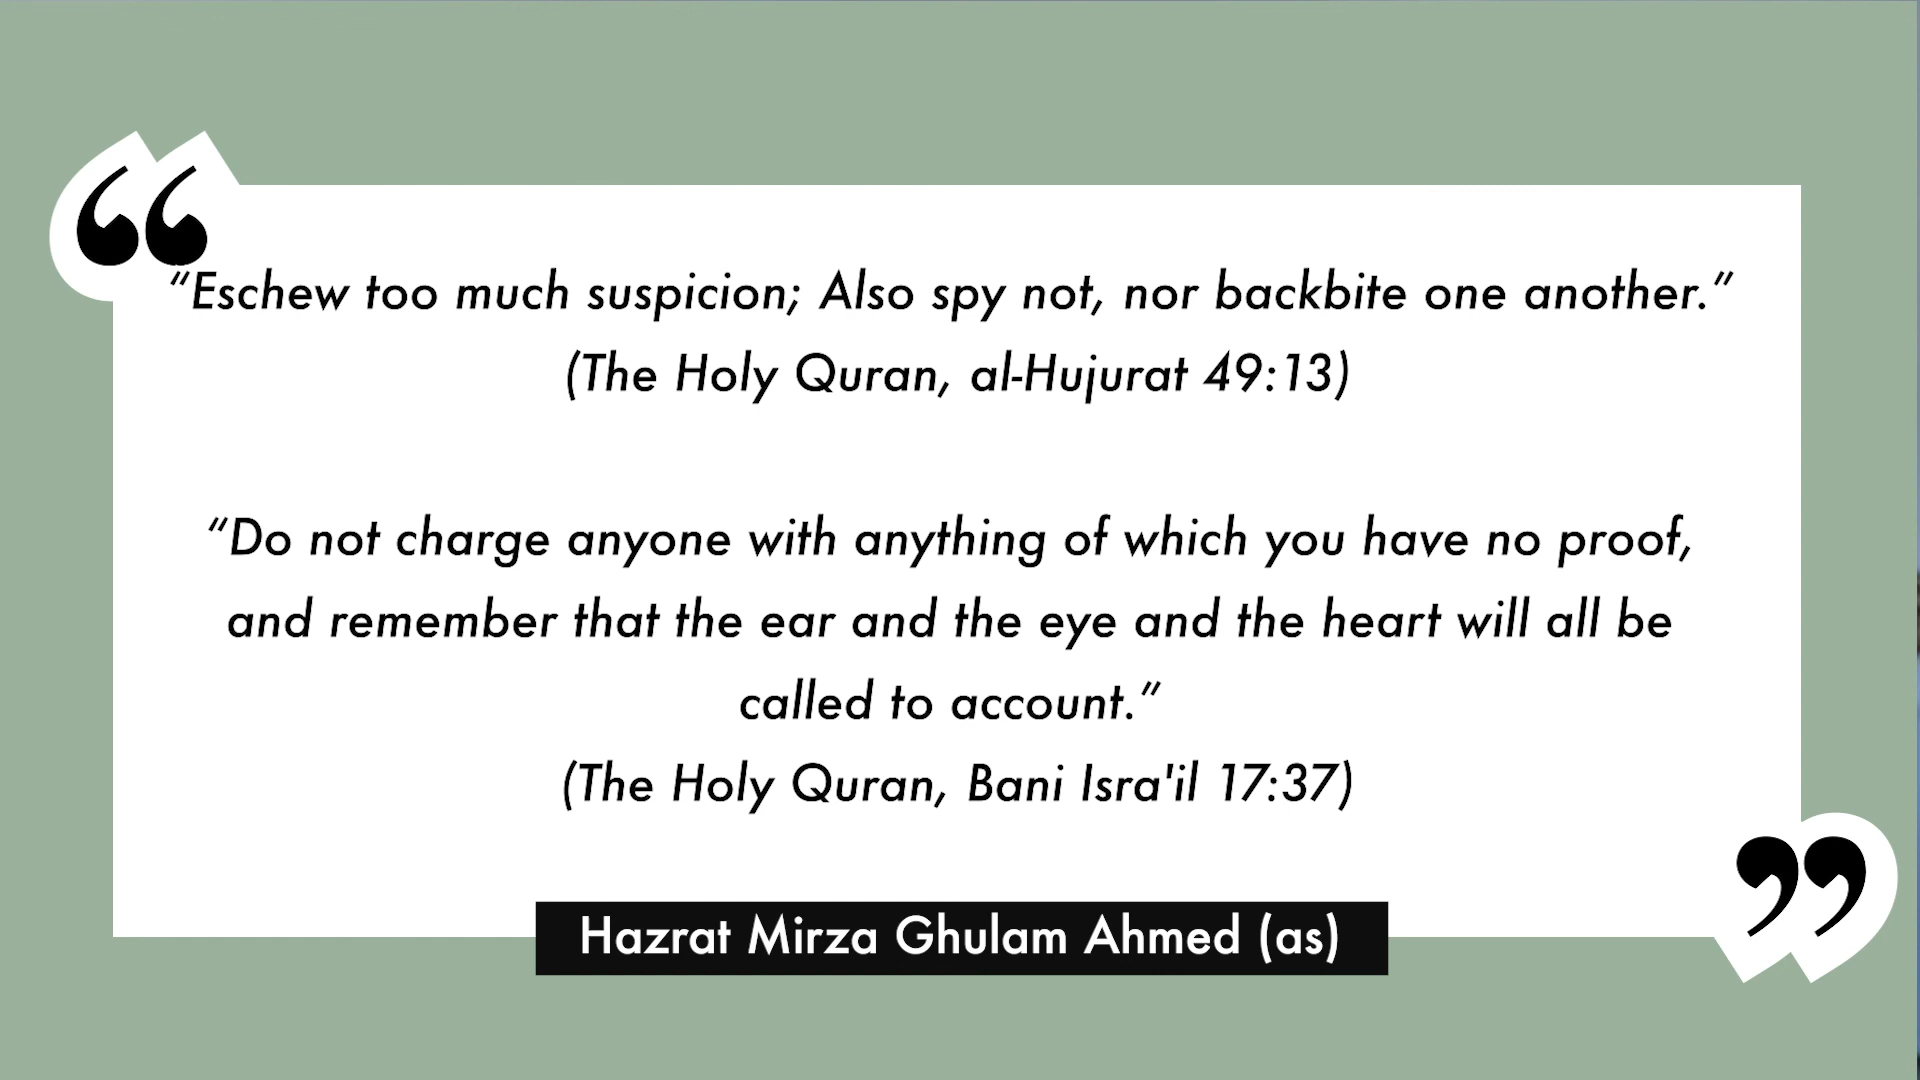 “Eschew too much suspicion; Also spy not, nor backbite one another.”
(The Holy Quran, al-Hujurat 49:13)
“Do not charge anyone with anything of which you have no proof,
and remember that the ear and the eye and the heart will all be
called to account.”
(The Holy Quran, Bani Isra'il 17:37)
Hazrat Mirza Ghulam Ahmed (as)